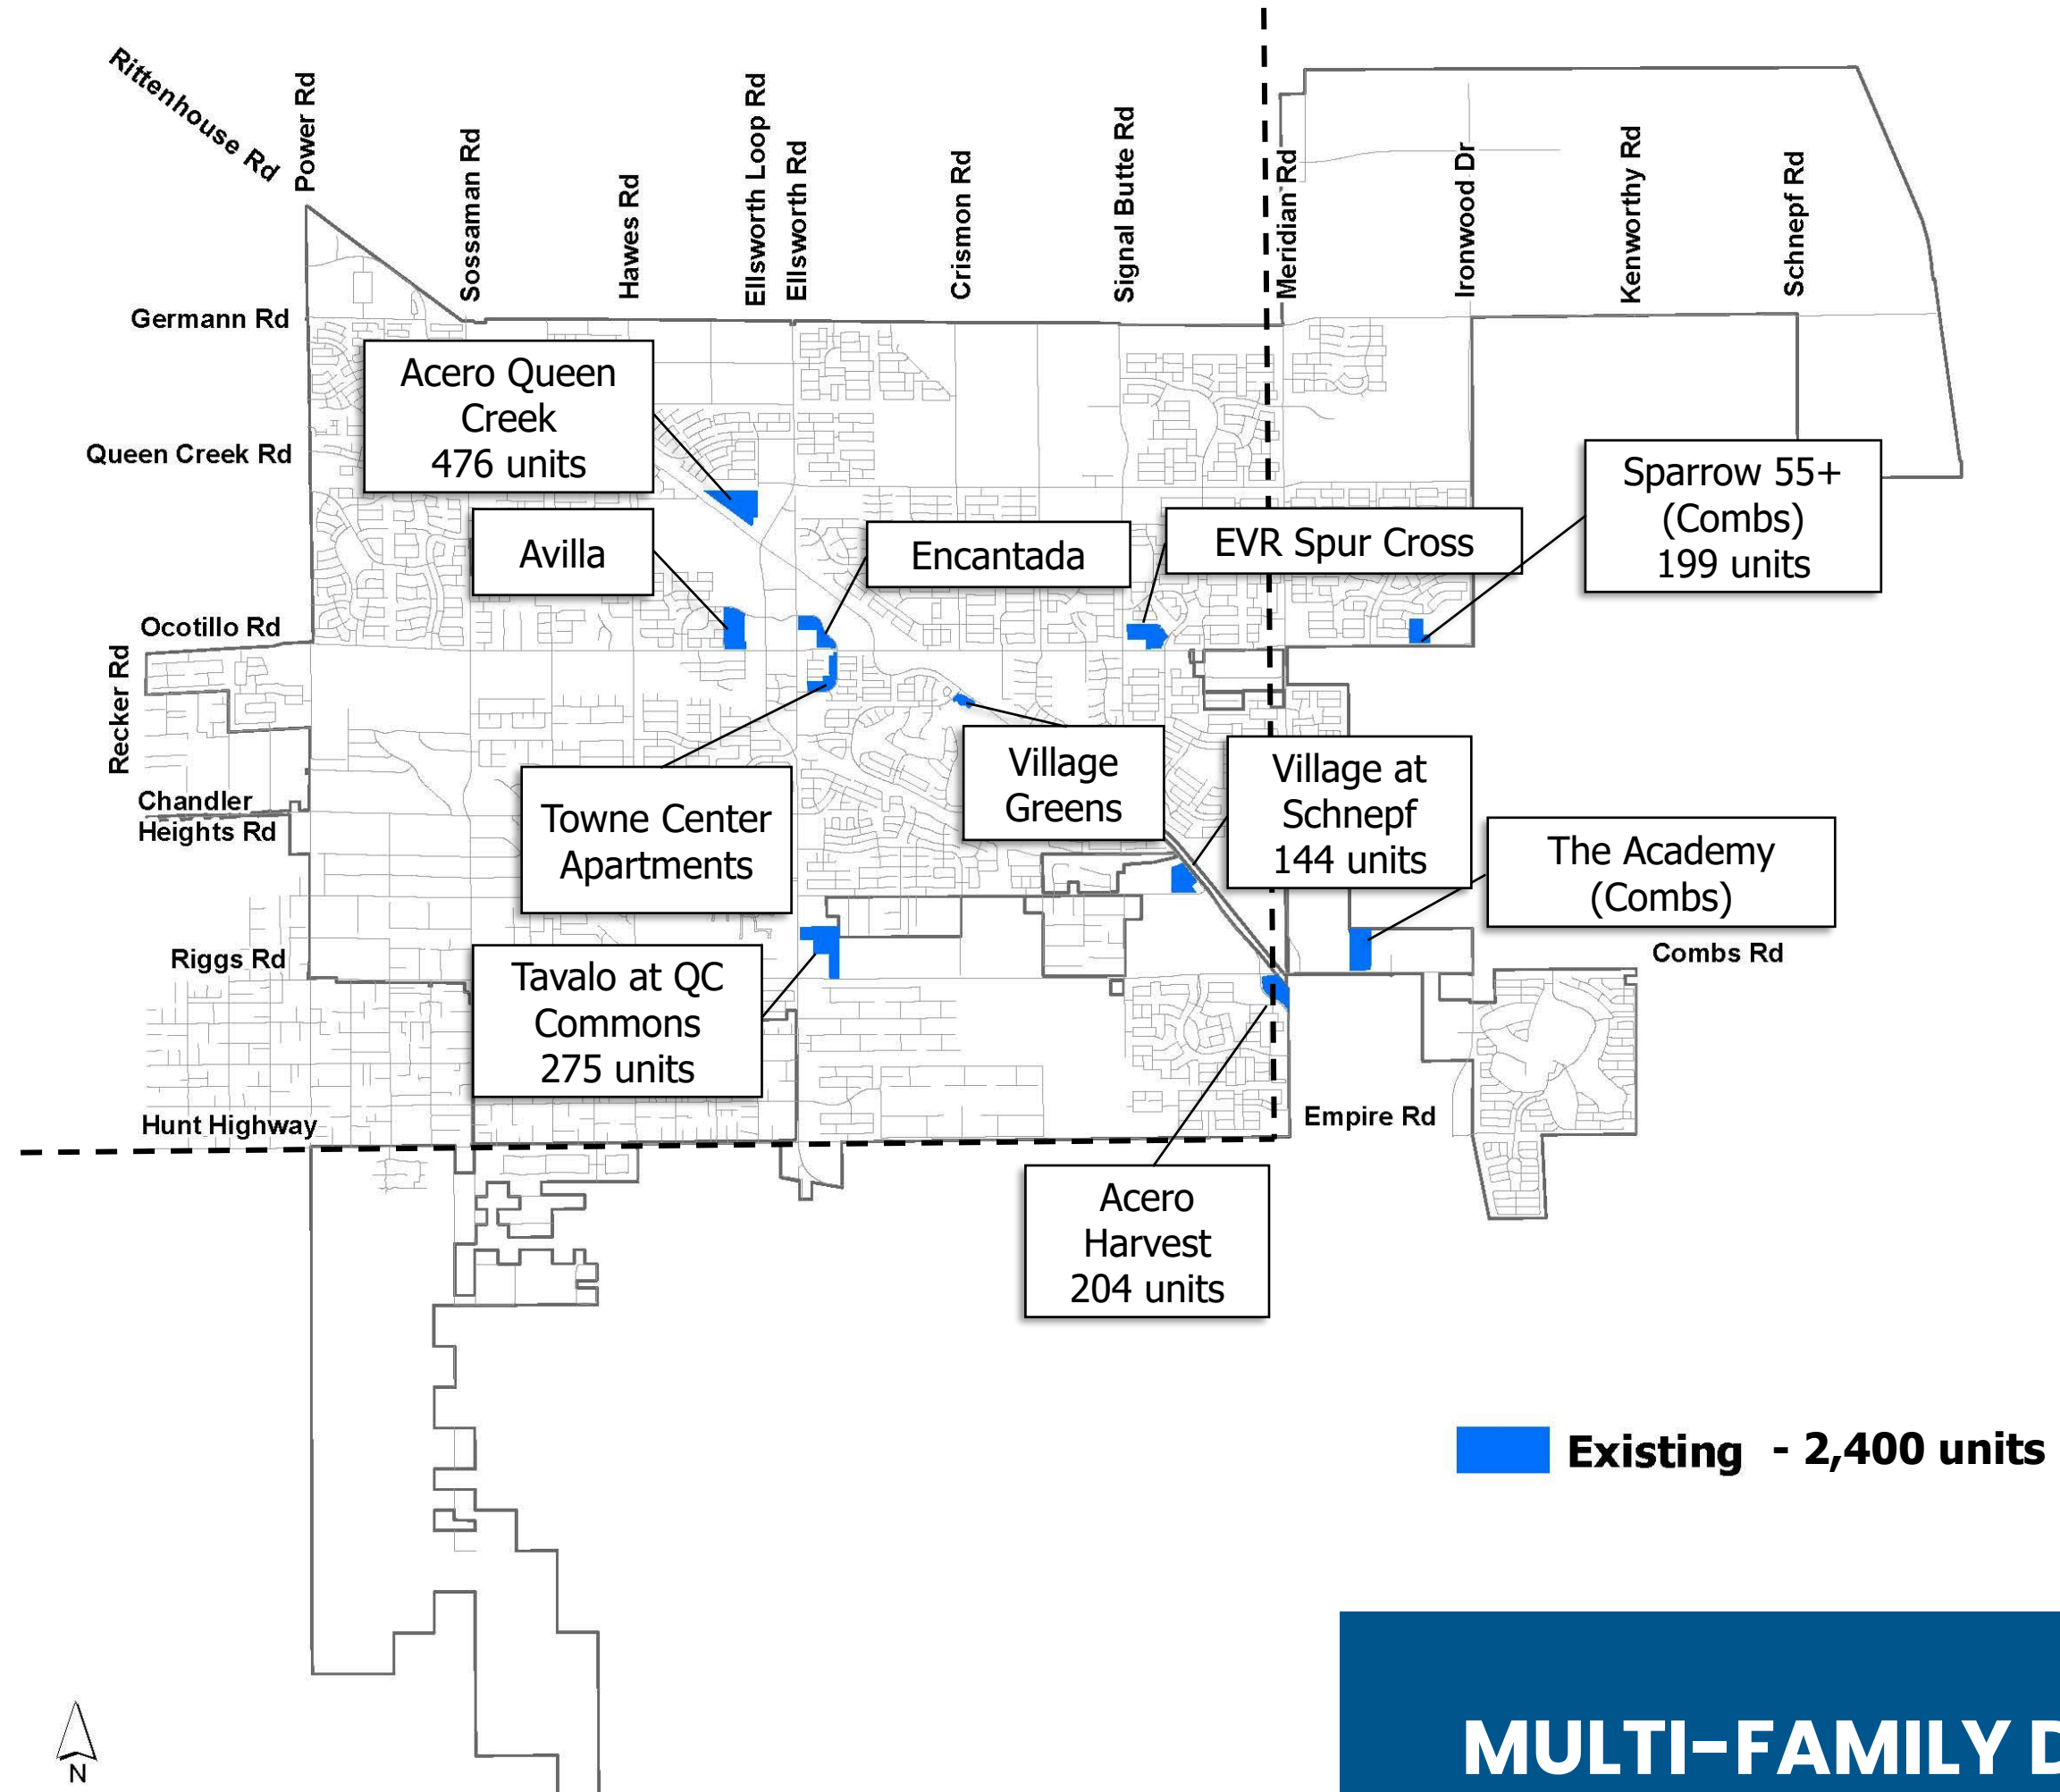 Rittenhouse Rd
Power Rd
Sossaman Rd
Hawes Rd
Ellsworth Loop Rd
Ellsworth Rd
Crismon Rd
Signal Butte Rd
Meridian Rd
Ironwood Dr
Kenworthy Rd
Schnepf Rd
Germann Rd
Queen Creek Rd
Ocotillo Rd
Recker Rd
Chandler
Heights Rd
Riggs Rd
Hunt Highway
Combs Rd
Empire Rd
Acero Queen
Creek
476 units
Avilla
Encantada
EVR Spur Cross
Sparrow 55+
(Combs)
199 units
Towne Center
Apartments
Village
Greens
Village at
Schnepf
144 units
The Academy
(Combs)
Tavalo at QC
Commons
275 units
Acero
Harvest
204 units
Existing - 2,400 units
N
MULTI-FAMILY D